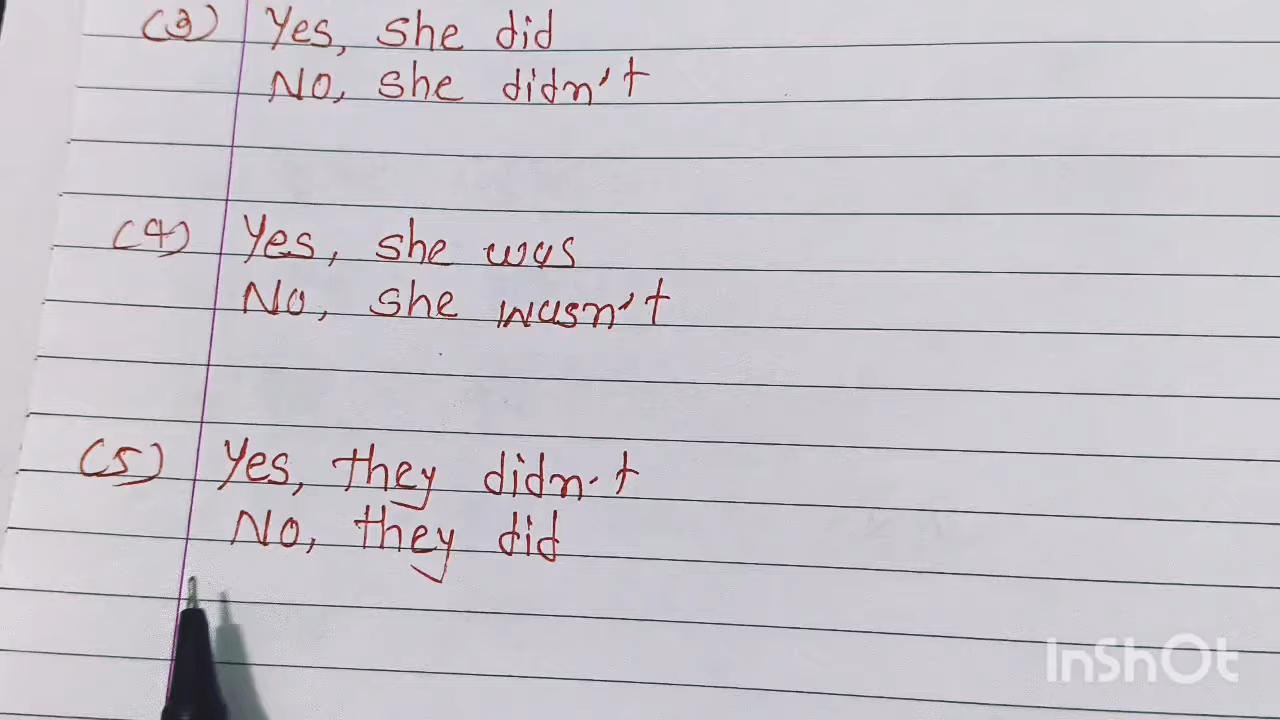 (3) Yes, she did
No, she didn't
(4) Yes, she was
No, she wasn't
(5) Yes, they didn't
No, they did
InShOt